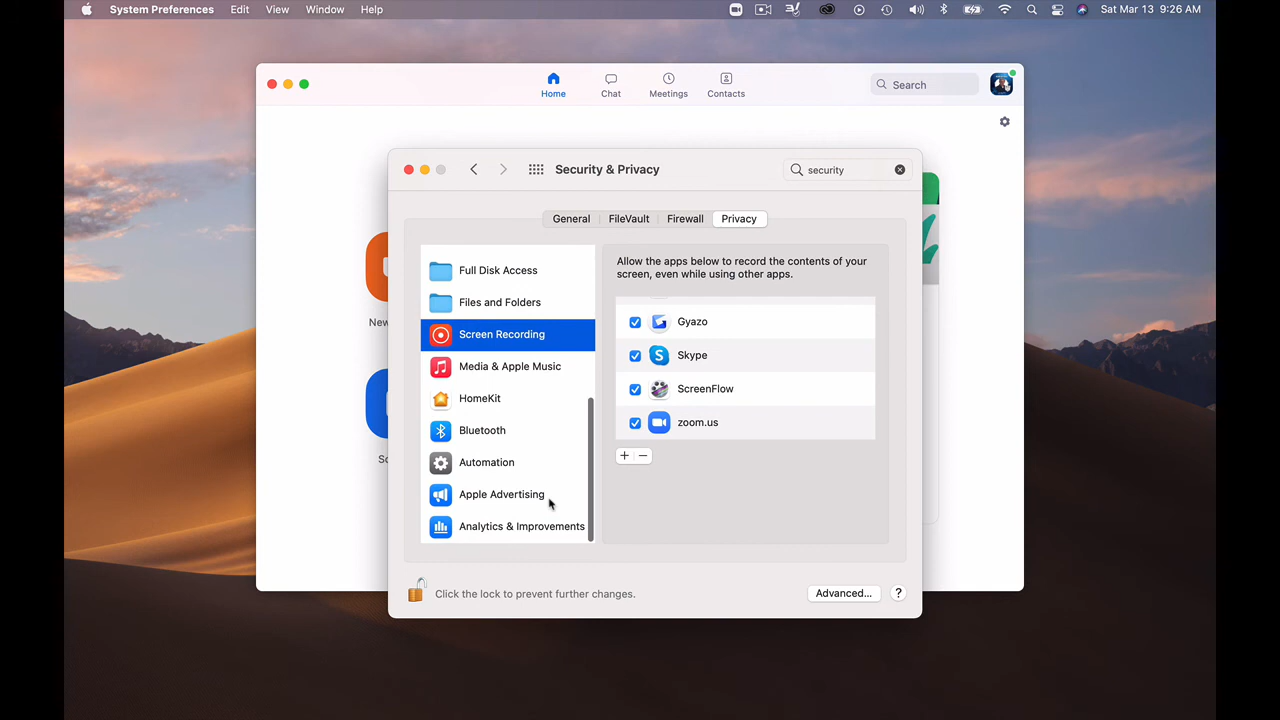 System Preferences Edit View Window Help Sat Mar 13 9:26 AM
Home Chat Meetings Contacts Search
Security & Privacy security
General FileVault Firewall Privacy
Full Disk Access
Files and Folders
Screen Recording
Media & Apple Music
HomeKit
Bluetooth
Automation
Apple Advertising
Analytics & Improvements
Allow the apps below to record the contents of your
screen, even while using other apps.
Gyazo
Skype
ScreenFlow
zoom.us
+ −
Click the lock to prevent further changes. Advanced... ?